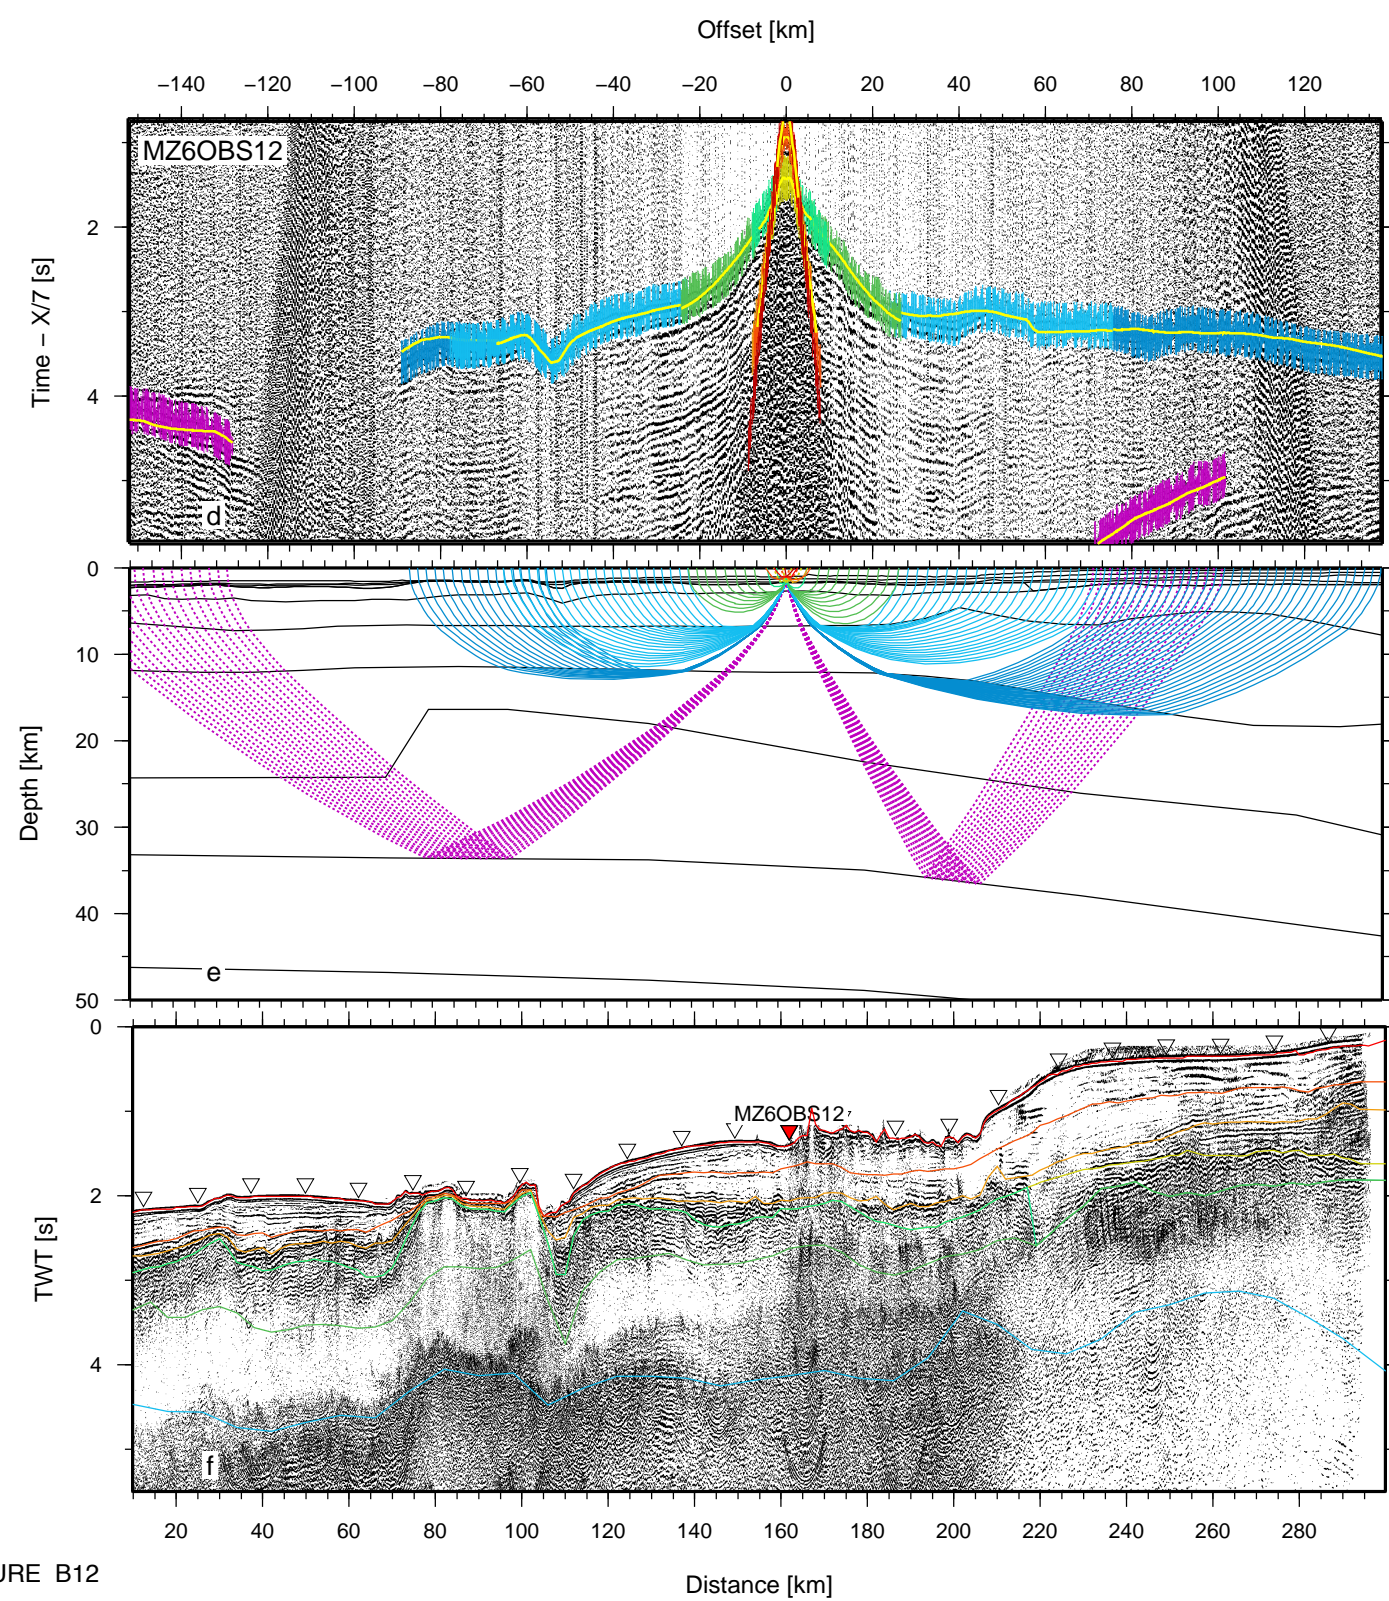 Offset [km]
−140 −120 −100 −80 −60 −40 −20 0 20 40 60 80 100 120
MZ6OBS12
2
Time − X/7 [s]
4
d
0
10
20
Depth [km]
30
40
e
50
0
MZ6OBS12
2
TWT [s]
4
f
20 40 60 80 100 120 140 160 180 200 220 240 260 280
URE B12
Distance [km]